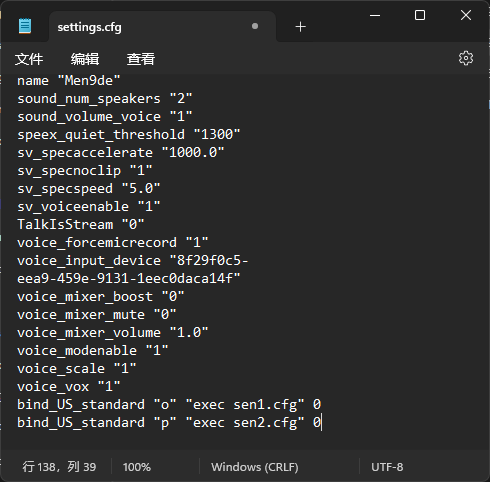 settings.cfg
文件 编辑 查看
name "Men9de"
sound_num_speakers "2"
sound_volume_voice "1"
speex_quiet_threshold "1300"
sv_specaccelerate "1000.0"
sv_specnoclip "1"
sv_specspeed "5.0"
sv_voiceenable "1"
TalkIsStream "0"
voice_forcemicrecord "1"
voice_input_device "8f29f0c5-
eea9-459e-9131-1eec0daca14f"
voice_mixer_boost "0"
voice_mixer_mute "0"
voice_mixer_volume "1.0"
voice_modenable "1"
voice_scale "1"
voice_vox "1"
bind_US_standard "o" "exec sen1.cfg" 0
bind_US_standard "p" "exec sen2.cfg" 0
行 138，列 39 100% Windows (CRLF) UTF-8